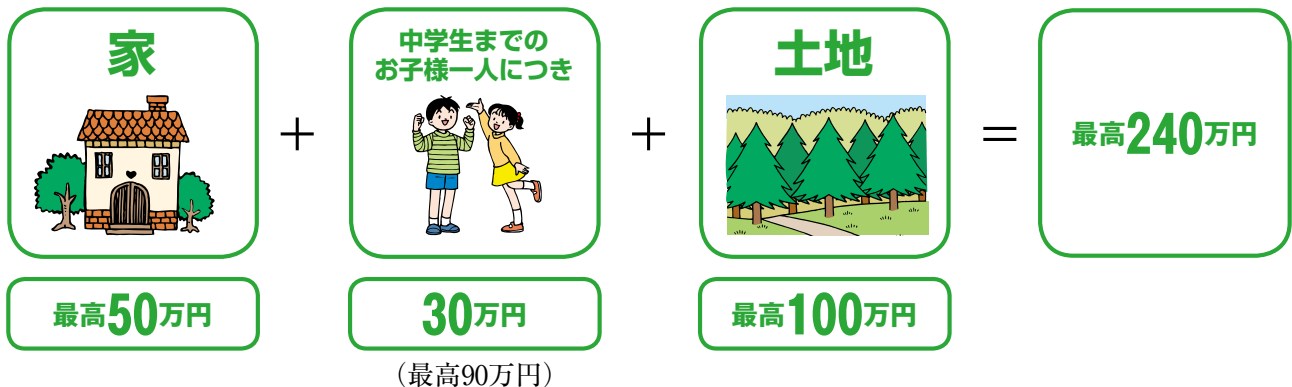 家
最高50万円
+
中学生までの
お子様一人につき
30万円
（最高90万円）
+
土地
最高100万円
=
最高240万円